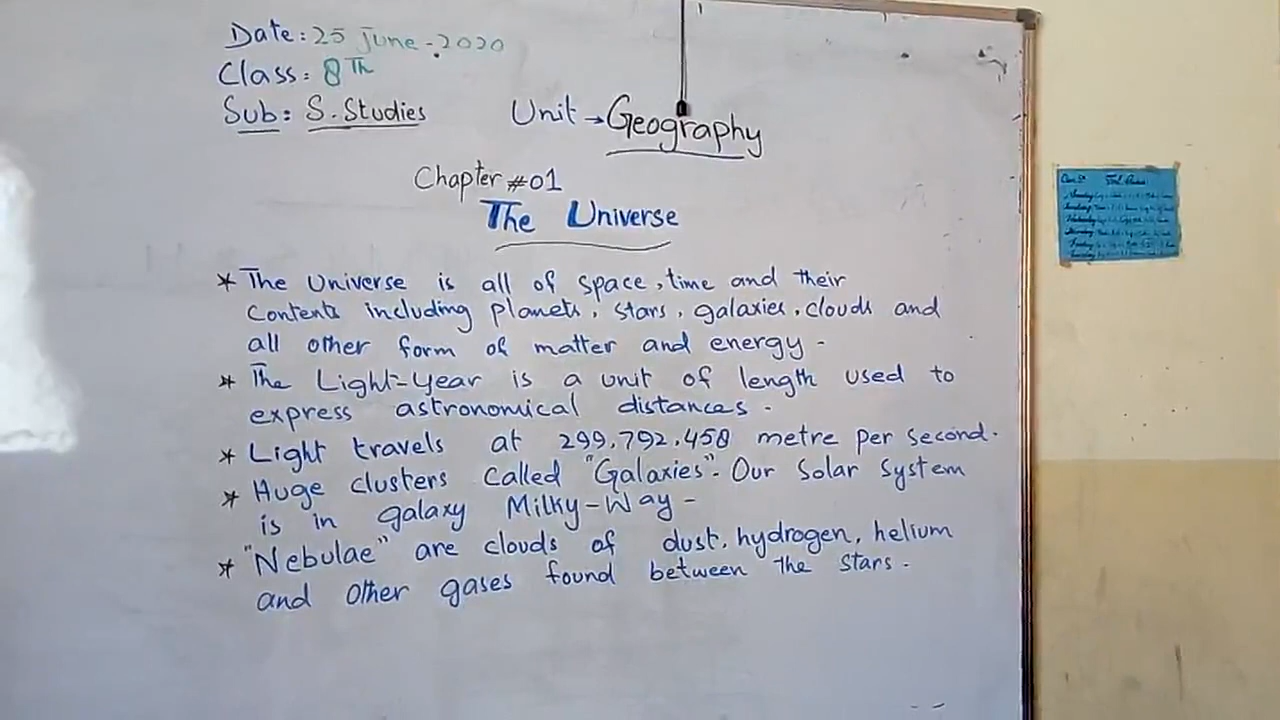 Date: 25 June-2020
Class: 8Th
Sub: S.Studies
Unit → Geography
Chapter #01
The Universe
* The Universe is all of space, time and their
contents including planets, stars, galaxies, clouds and
all other form of matter and energy -
* The Light-Year is a unit of length used to
express astronomical distances.
* Light travels at 299,792,458 metre per second.
* Huge clusters called "Galaxies". Our Solar System
is in galaxy Milky-Way -
* "Nebulae" are clouds of dust, hydrogen, helium
and other gases found between the stars.